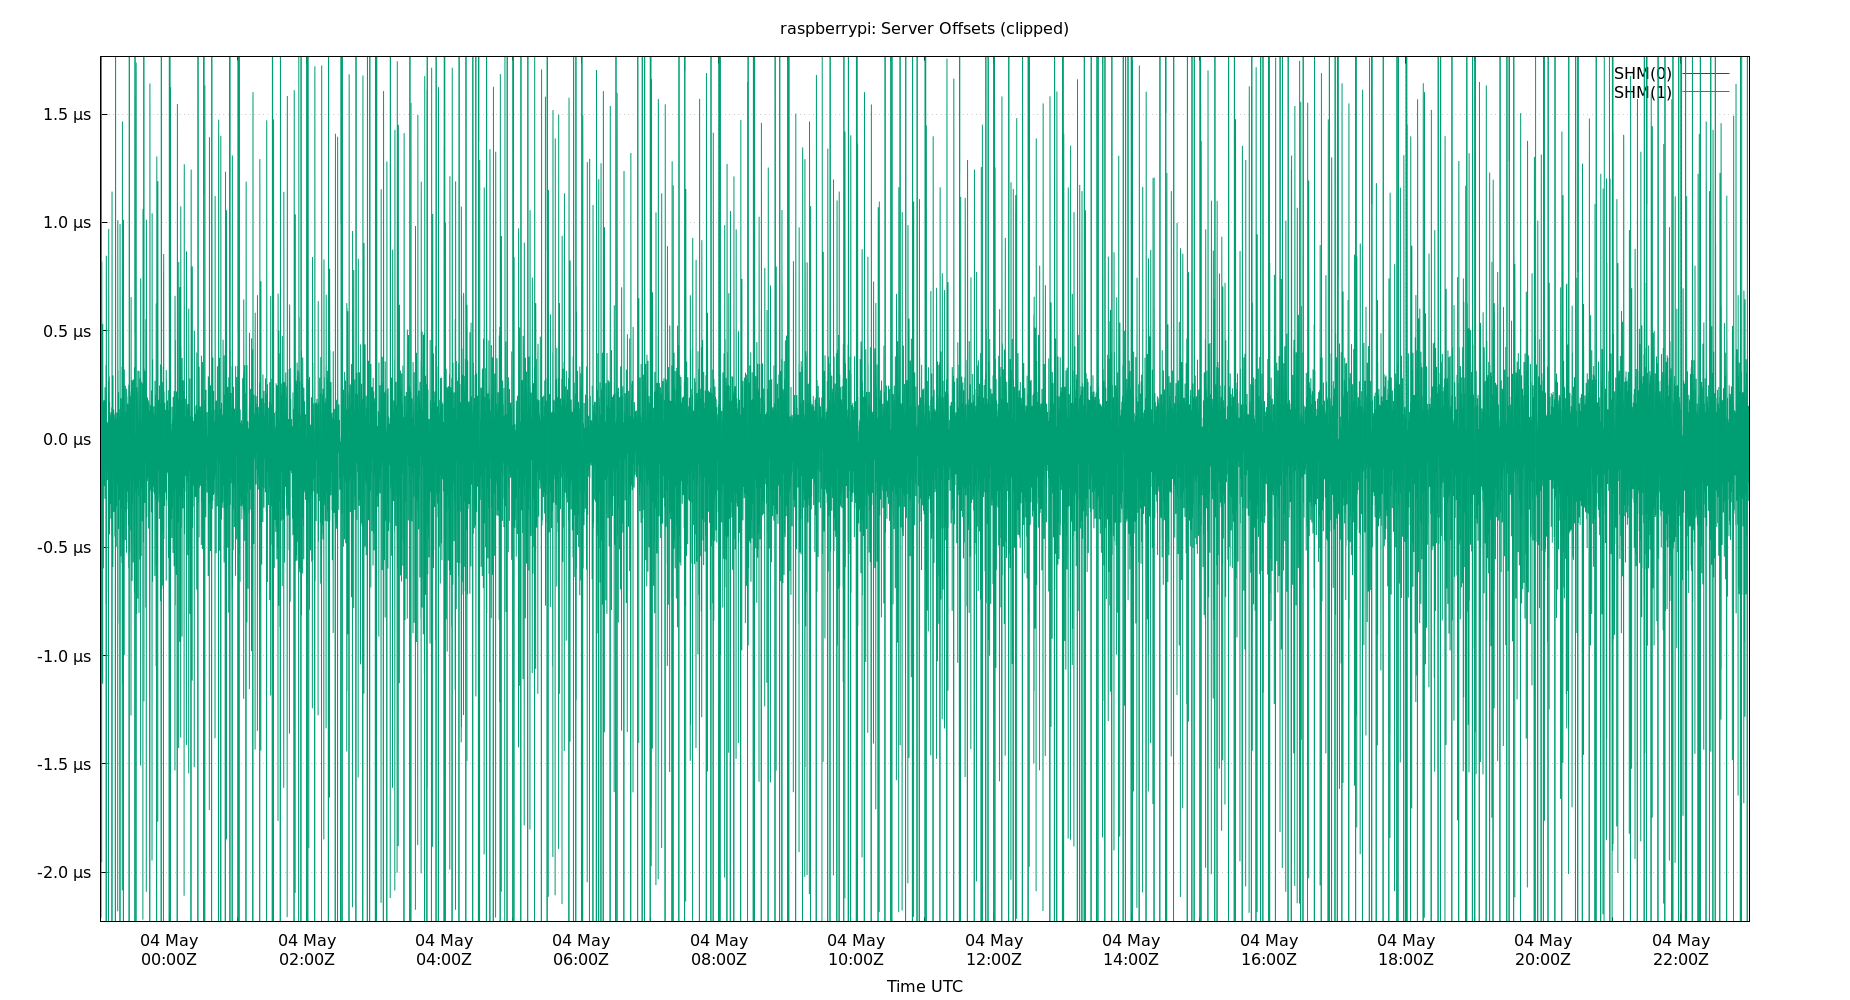 raspberrypi: Server Offsets (clipped)
SHM(0)
SHM(1)
1.5 µs
1.0 µs
0.5 µs
0.0 µs
-0.5 µs
-1.0 µs
-1.5 µs
-2.0 µs
04 May 04 May 04 May 04 May 04 May 04 May 04 May 04 May 04 May 04 May 04 May 04 May
00:00Z 02:00Z 04:00Z 06:00Z 08:00Z 10:00Z 12:00Z 14:00Z 16:00Z 18:00Z 20:00Z 22:00Z
Time UTC